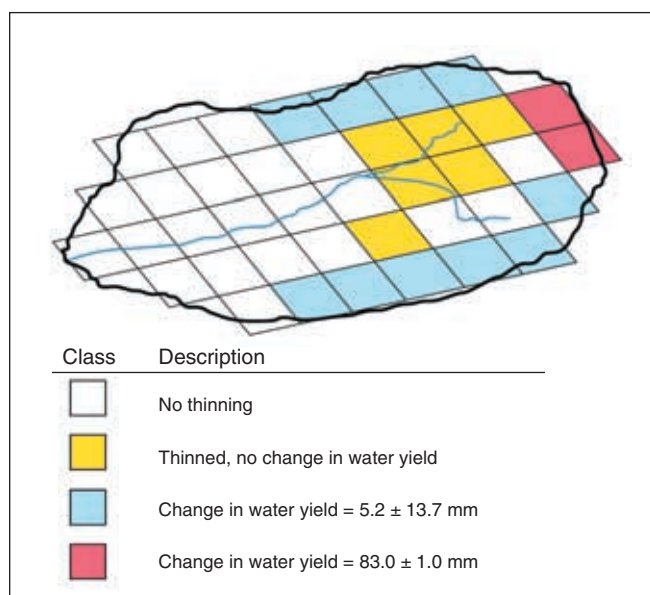 Class Description
No thinning
Thinned, no change in water yield
Change in water yield = 5.2 ± 13.7 mm
Change in water yield = 83.0 ± 1.0 mm